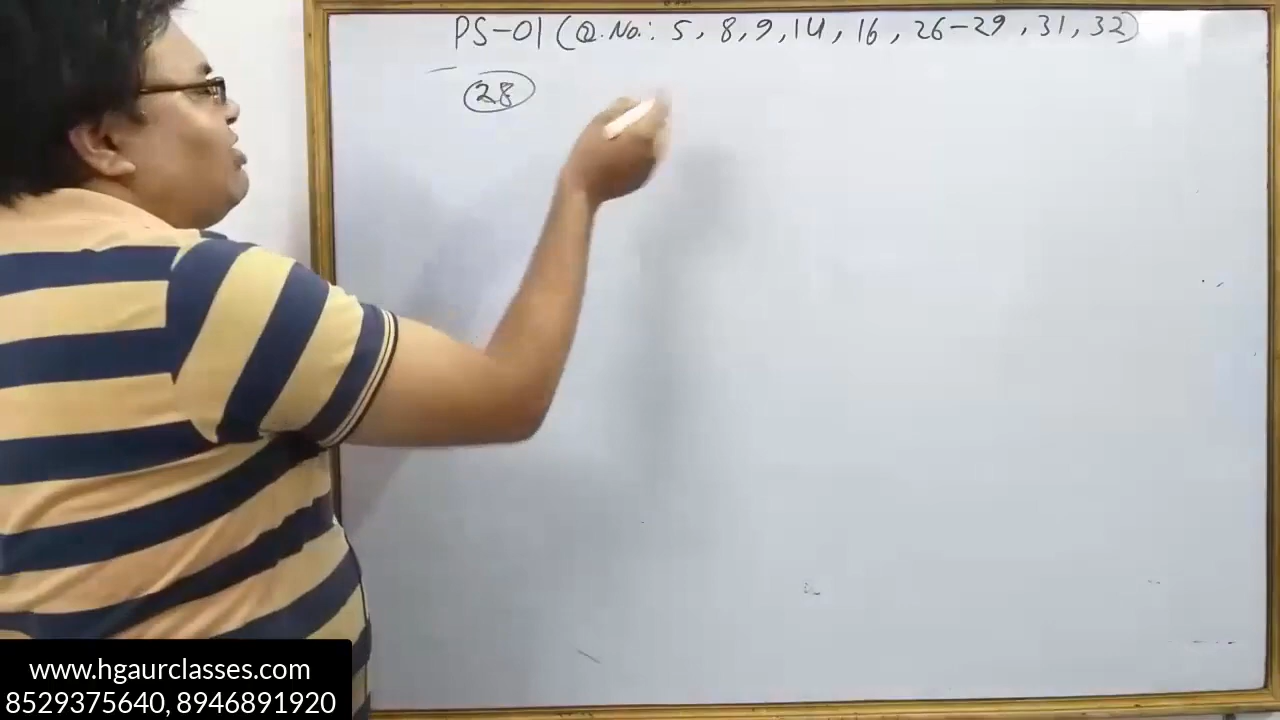 PS-01 (Q.No.: 5, 8, 9, 14, 16, 26-29, 31, 32)
28
www.hgaurclasses.com
8529375640, 8946891920